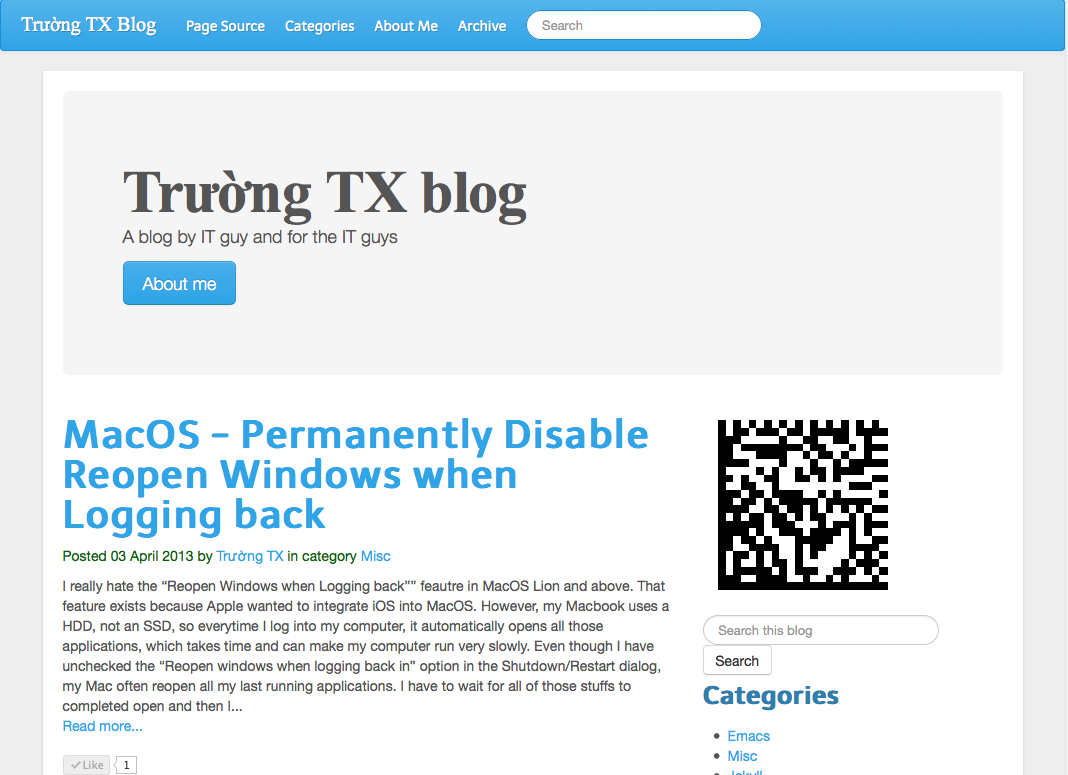 Trường TX Blog Page Source Categories About Me Archive Search
Trường TX blog
A blog by IT guy and for the IT guys
About me
MacOS – Permanently Disable
Reopen Windows when
Logging back
Posted 03 April 2013 by Trường TX in category Misc
I really hate the “Reopen Windows when Logging back”” feautre in MacOS Lion and above. That
feature exists because Apple wanted to integrate iOS into MacOS. However, my Macbook uses a
HDD, not an SSD, so everytime I log into my computer, it automatically opens all those
applications, which takes time and can make my computer run very slowly. Even though I have
unchecked the “Reopen windows when logging back in” option in the Shutdown/Restart dialog,
my Mac often reopen all my last running applications. I have to wait for all of those stuffs to
completed open and then I...
Read more...
Like 1
Search this blog
Search
Categories
Emacs
Misc
Jekyll